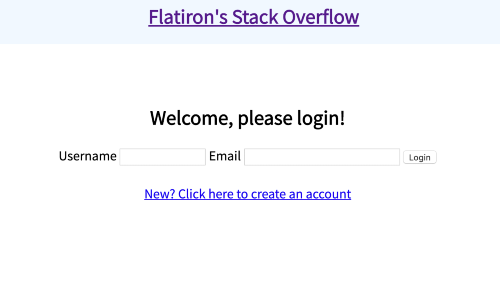 Flatiron's Stack Overflow
Welcome, please login!
Username Email Login
New? Click here to create an account